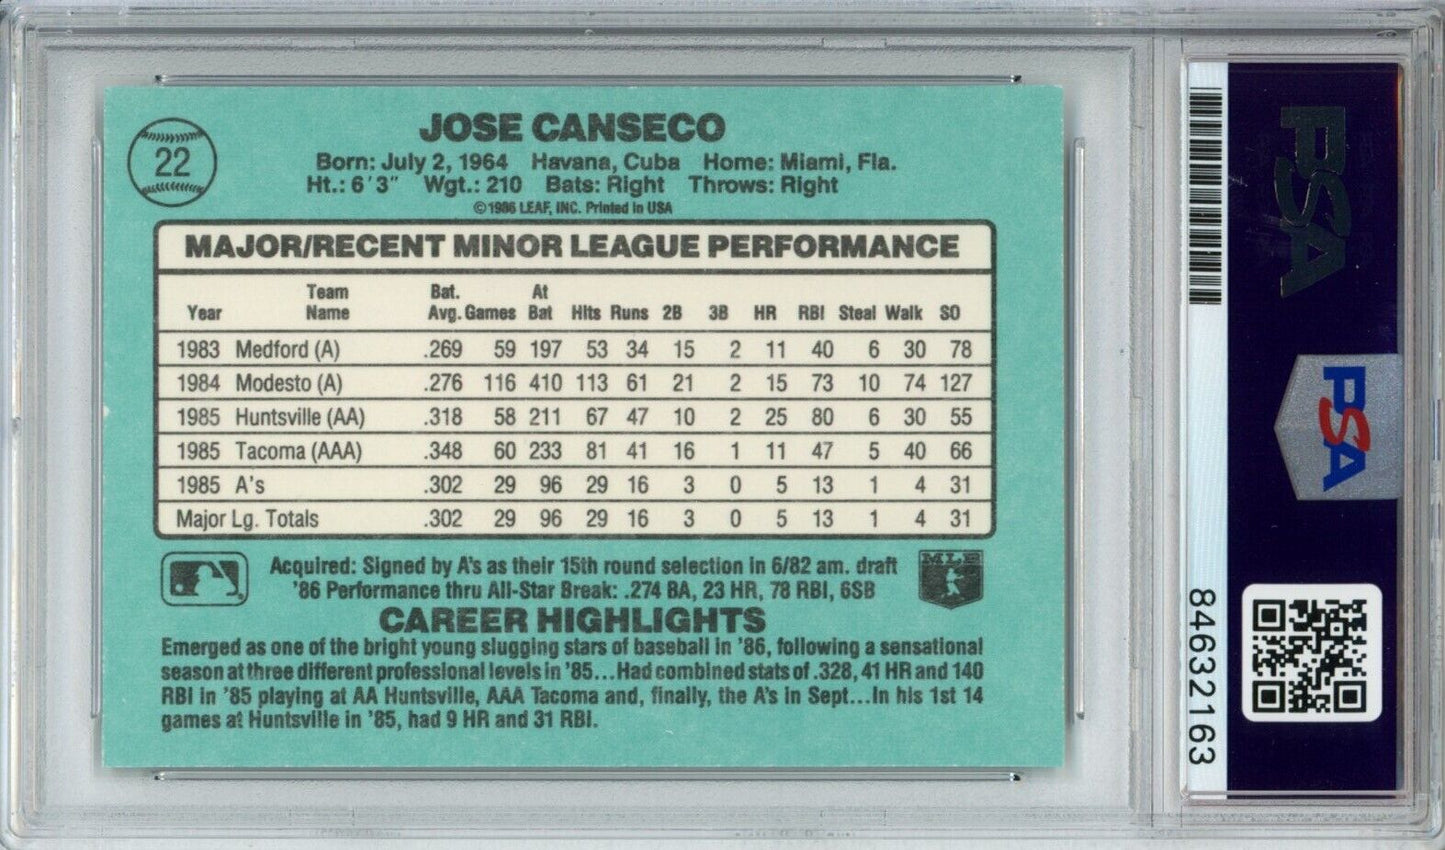 22
JOSE CANSECO
Born: July 2, 1964 Havana, Cuba Home: Miami, Fla.
Ht.: 6'3" Wgt.: 210 Bats: Right Throws: Right
©1986 LEAF, INC. Printed in USA
MAJOR/RECENT MINOR LEAGUE PERFORMANCE
Team Bat. At
Year Name Avg. Games Bat Hits Runs 2B 3B HR RBI Steal Walk SO
1983 Medford (A) .269 59 197 53 34 15 2 11 40 6 30 78
1984 Modesto (A) .276 116 410 113 61 21 2 15 73 10 74 127
1985 Huntsville (AA) .318 58 211 67 47 10 2 25 80 6 30 55
1985 Tacoma (AAA) .348 60 233 81 41 16 1 11 47 5 40 66
1985 A's .302 29 96 29 16 3 0 5 13 1 4 31
Major Lg. Totals .302 29 96 29 16 3 0 5 13 1 4 31
Acquired: Signed by A's as their 15th round selection in 6/82 am. draft
'86 Performance thru All-Star Break: .274 BA, 23 HR, 78 RBI, 6SB
MLB
CAREER HIGHLIGHTS
Emerged as one of the bright young slugging stars of baseball in '86, following a sensational
season at three different professional levels in '85...Had combined stats of .328, 41 HR and 140
RBI in '85 playing at AA Huntsville, AAA Tacoma and, finally, the A's in Sept...In his 1st 14
games at Huntsville in '85, had 9 HR and 31 RBI.
PSA
PSA
84632163